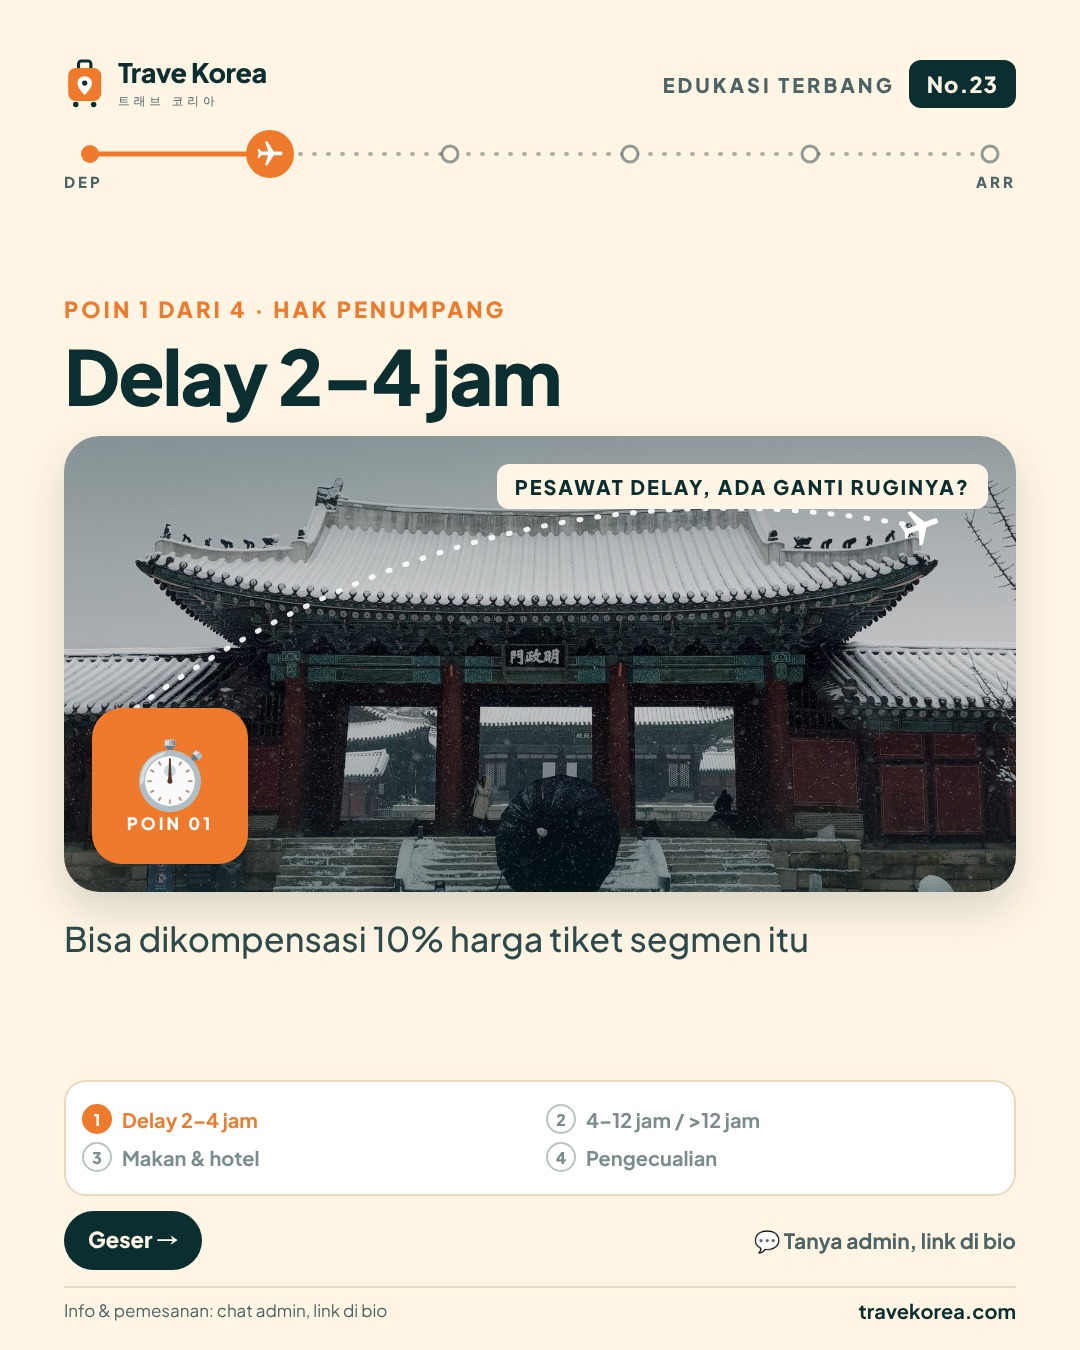 Trave Korea
트래브 코리아
EDUKASI TERBANG
No.23
DEP
ARR
POIN 1 DARI 4 · HAK PENUMPANG
Delay 2–4 jam
PESAWAT DELAY, ADA GANTI RUGINYA?
門政明
POIN 01
Bisa dikompensasi 10% harga tiket segmen itu
1 Delay 2–4 jam
2 4–12 jam / >12 jam
3 Makan & hotel
4 Pengecualian
Geser →
💬 Tanya admin, link di bio
Info & pemesanan: chat admin, link di bio
travekorea.com